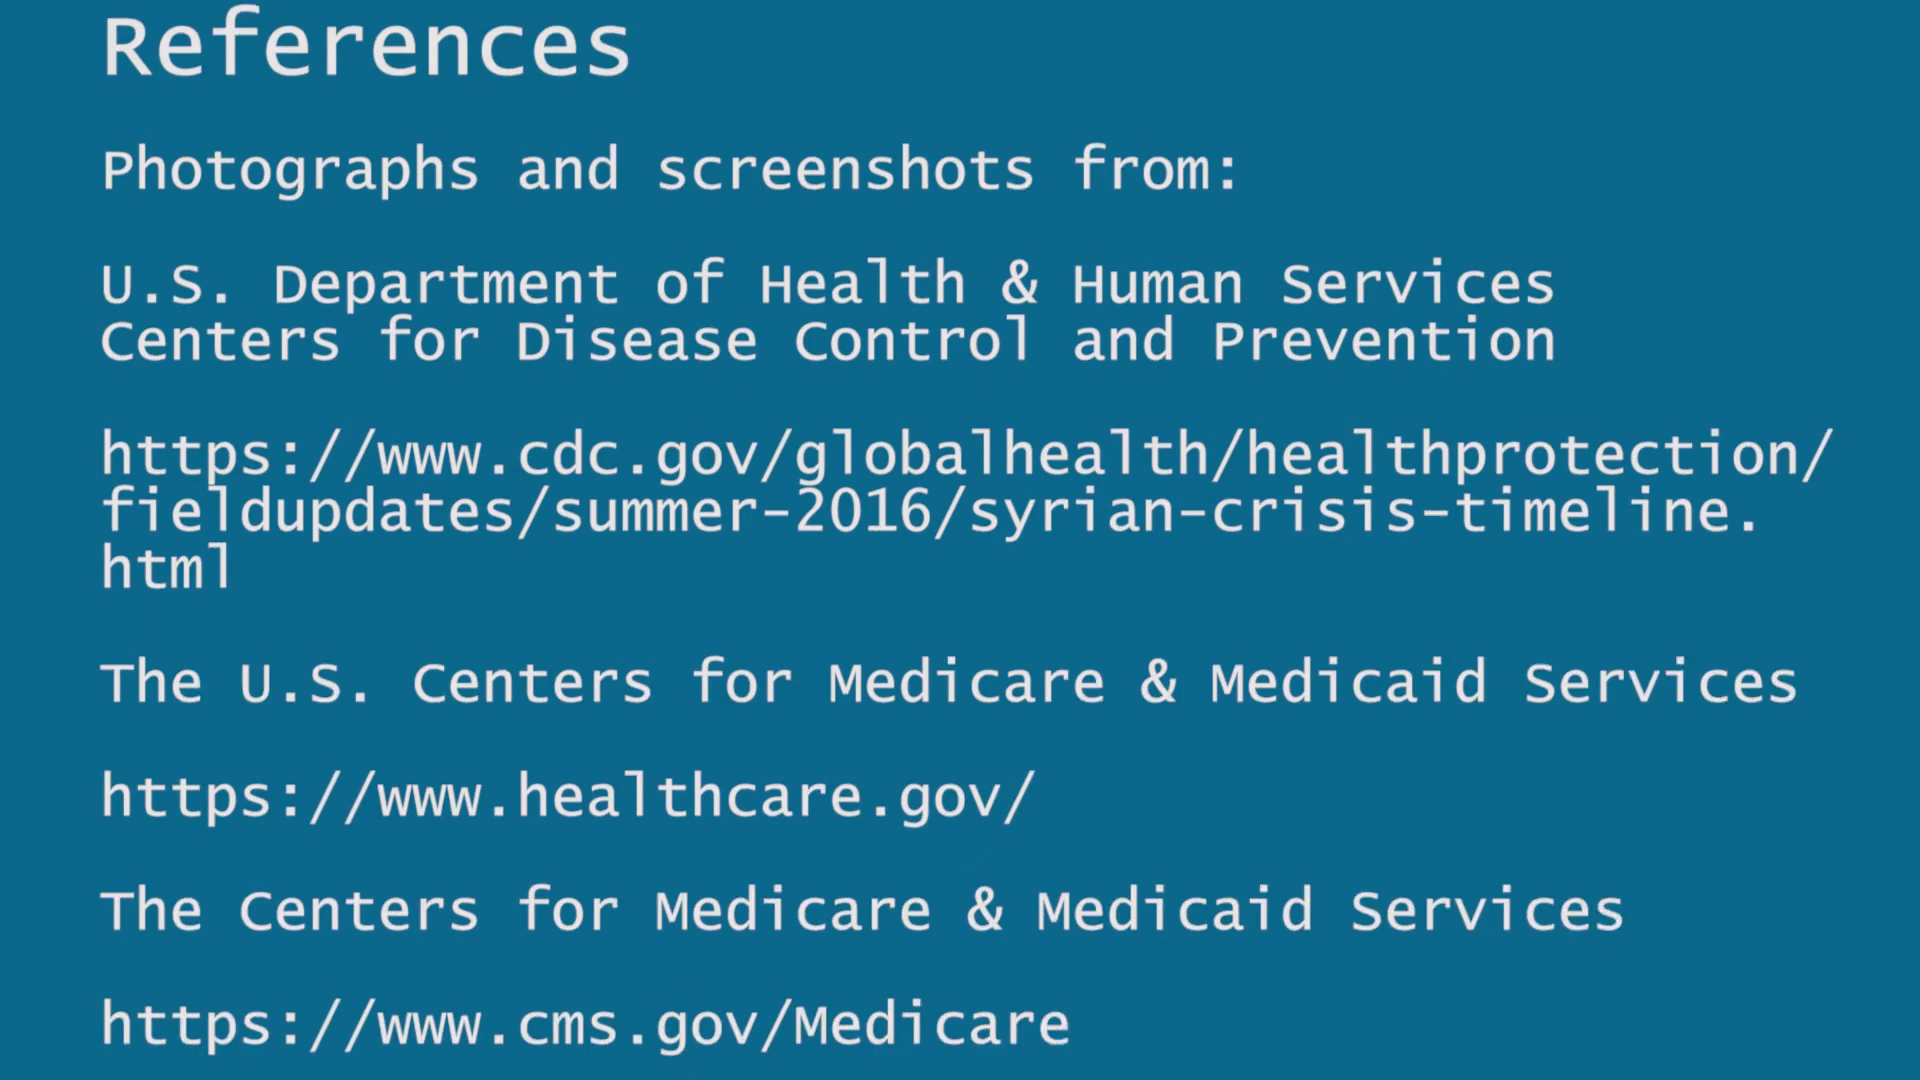 References
Photographs and screenshots from:
U.S. Department of Health & Human Services
Centers for Disease Control and Prevention
https://www.cdc.gov/globalhealth/healthprotection/
fieldupdates/summer-2016/syrian-crisis-timeline.
html
The U.S. Centers for Medicare & Medicaid Services
https://www.healthcare.gov/
The Centers for Medicare & Medicaid Services
https://www.cms.gov/Medicare